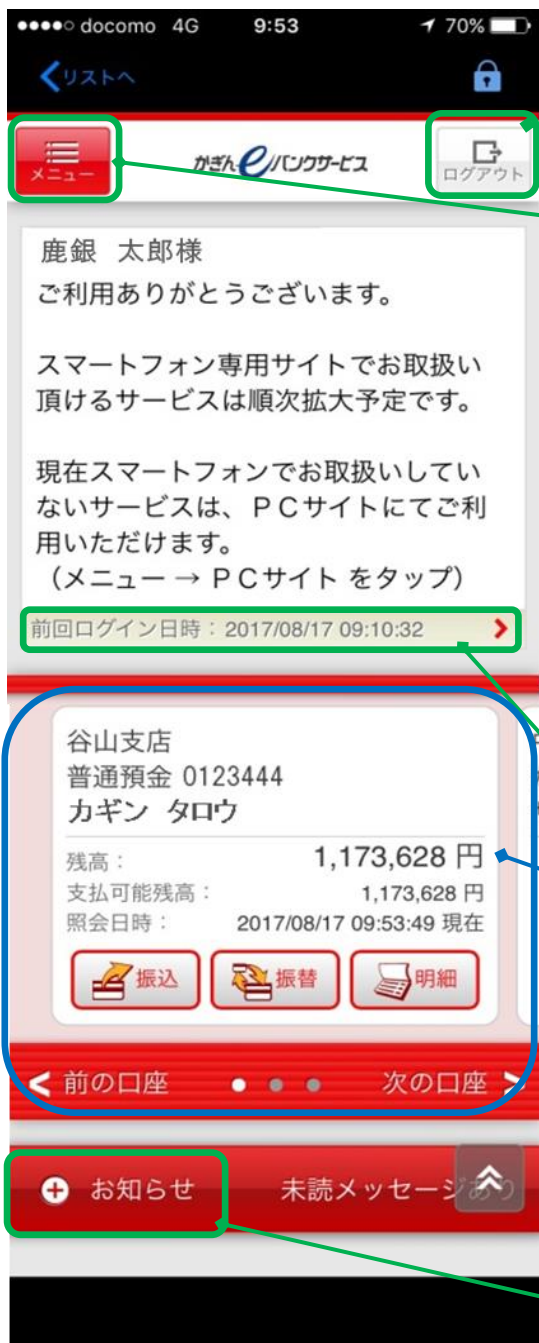 docomo 4G 9:53 70%
リストへ
メニュー かぎんeバンクサービス ログアウト
鹿銀 太郎様
ご利用ありがとうございます。
スマートフォン専用サイトでお取扱い
頂けるサービスは順次拡大予定です。
現在スマートフォンでお取扱いしてい
ないサービスは、PCサイトにてご利
用いただけます。
（メニュー → PCサイト をタップ）
前回ログイン日時：2017/08/17 09:10:32
谷山支店
普通預金 0123444
カギン タロウ
残高： 1,173,628 円
支払可能残高： 1,173,628 円
照会日時： 2017/08/17 09:53:49 現在
振込 振替 明細
前の口座 次の口座
お知らせ 未読メッセージあり